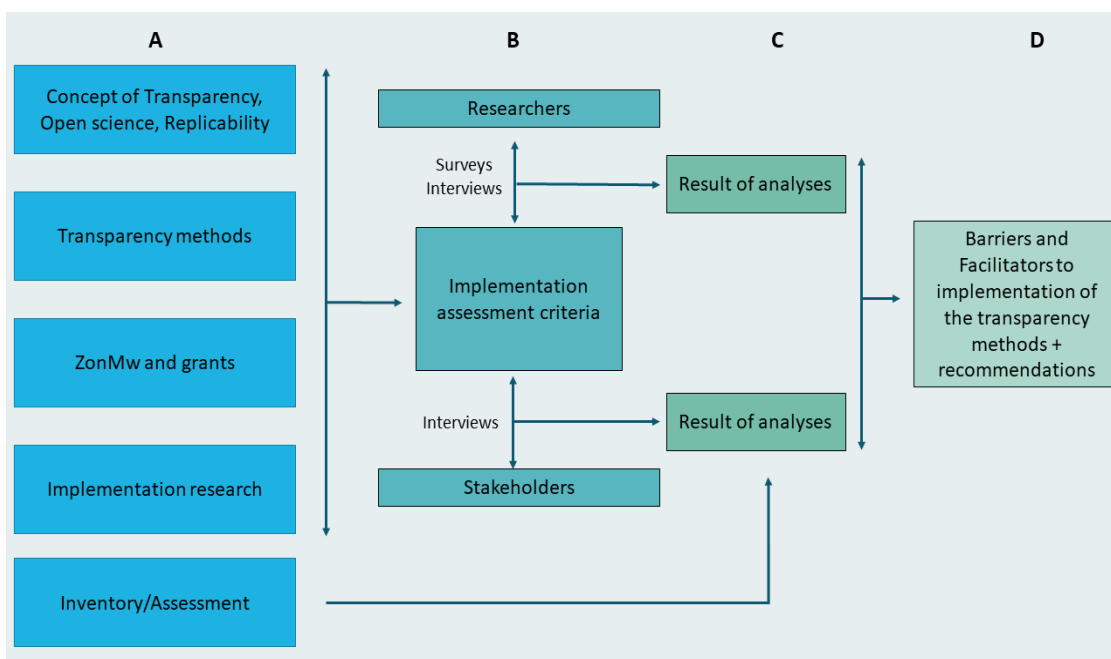 A
B
C
D
Concept of Transparency,
Open science, Replicability
Transparency methods
ZonMw and grants
Implementation research
Inventory/Assessment
Researchers
Surveys
Interviews
Implementation
assessment criteria
Interviews
Stakeholders
Result of analyses
Result of analyses
Barriers and
Facilitators to
implementation of
the transparency
methods +
recommendations